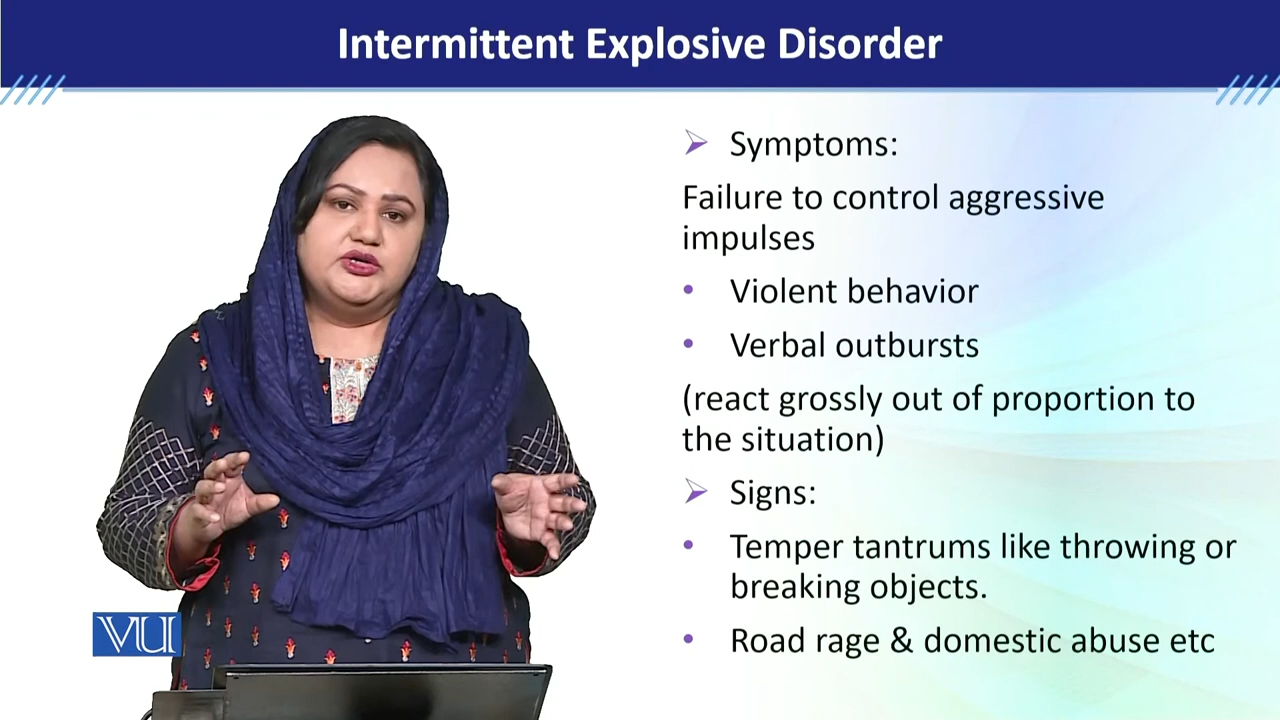 Intermittent Explosive Disorder
Symptoms:
Failure to control aggressive
impulses
• Violent behavior
• Verbal outbursts
(react grossly out of proportion to
the situation)
Signs:
• Temper tantrums like throwing or
breaking objects.
• Road rage & domestic abuse etc
VU